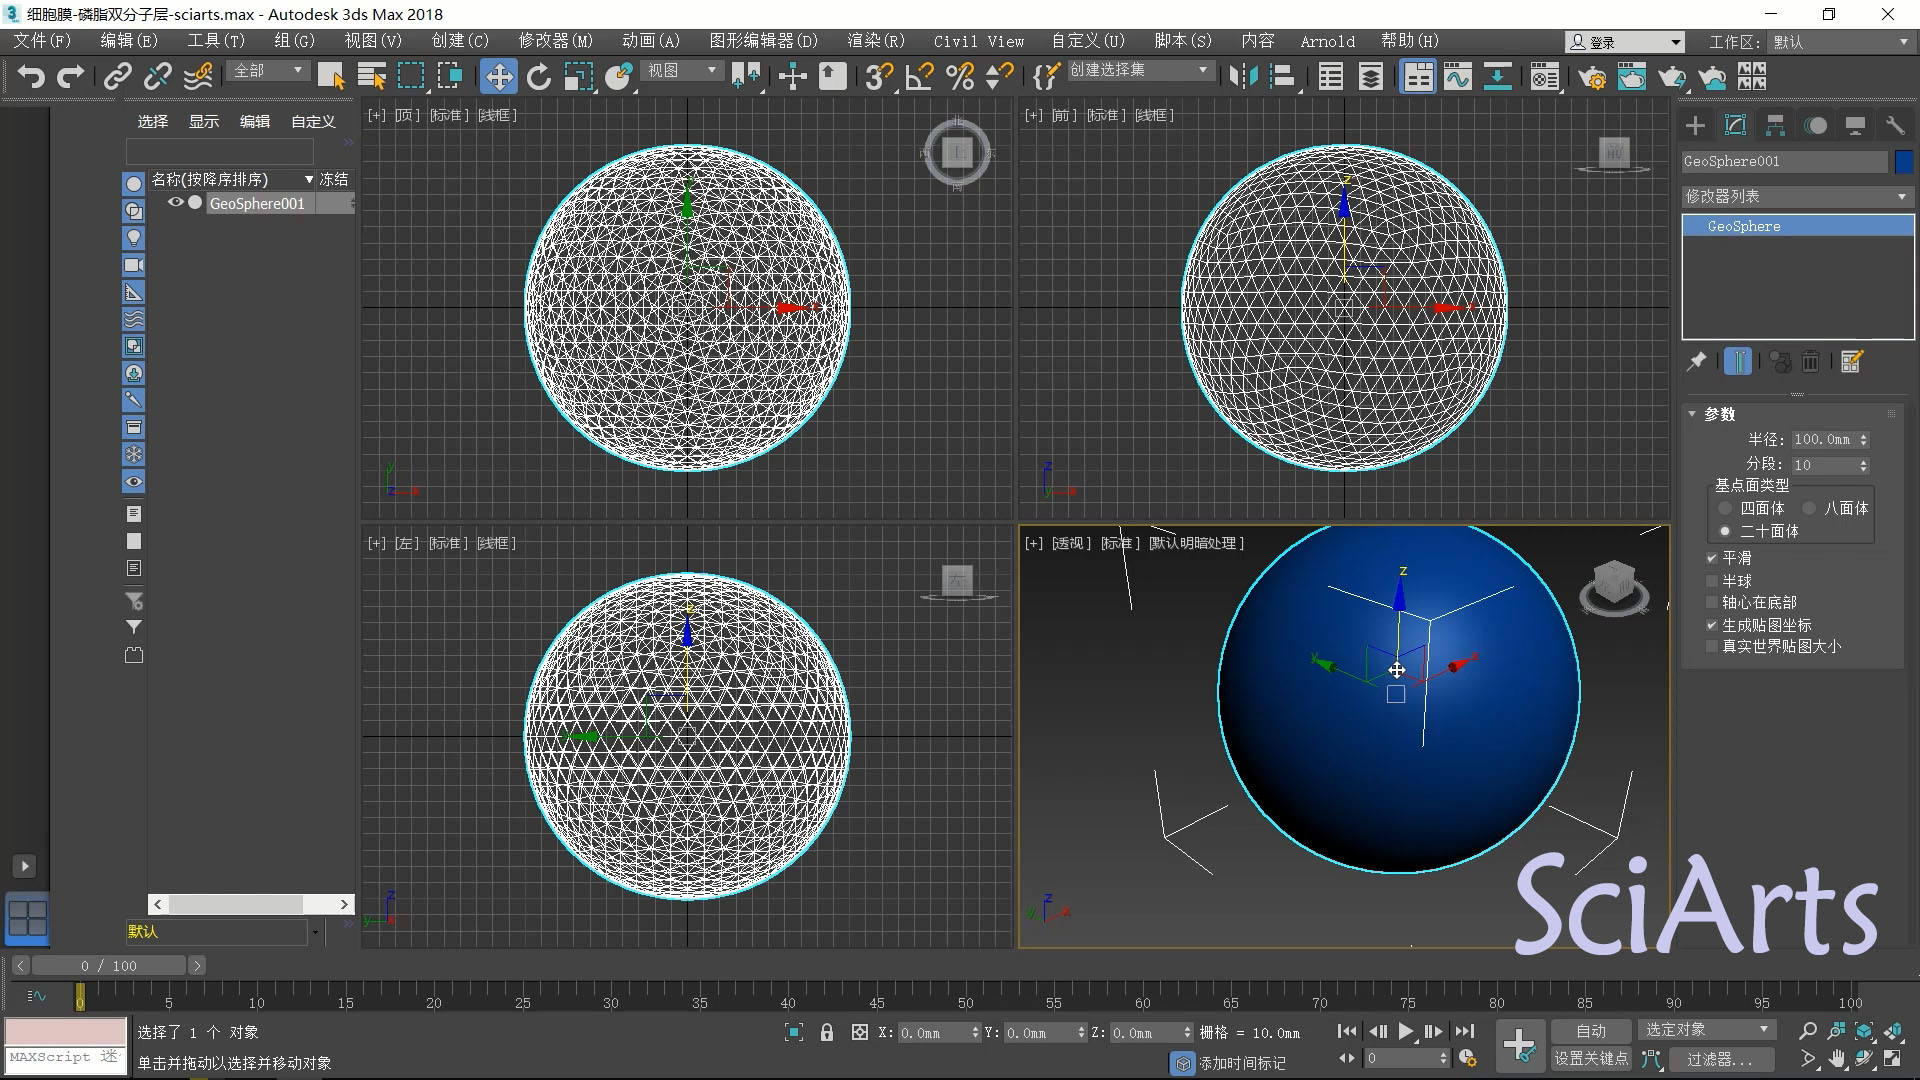 细胞膜-磷脂双分子层-sciarts.max - Autodesk 3ds Max 2018
文件(F) 编辑(E) 工具(T) 组(G) 视图(V) 创建(C) 修改器(M) 动画(A) 图形编辑器(D) 渲染(R) Civil View 自定义(U) 脚本(S) 内容 Arnold 帮助(H) 登录 工作区: 默认
全部 视图 创建选择集
选择 显示 编辑 自定义
名称(按降序排序) 冻结
GeoSphere001
[+] [顶] [标准] [线框]
[+] [前] [标准] [线框]
[+] [左] [标准] [线框]
[+] [透视] [标准] [默认明暗处理]
GeoSphere001
修改器列表
GeoSphere
参数
半径: 100.0mm
分段: 10
基点面类型
四面体 八面体
二十面体
平滑
半球
轴心在底部
生成贴图坐标
真实世界贴图大小
SciArts
默认
0 / 100
0 5 10 15 20 25 30 35 40 45 50 55 60 65 70 75 80 85 90 95 100
选择了 1 个 对象
X: 0.0mm Y: 0.0mm Z: 0.0mm 栅格 = 10.0mm
自动 选定对象
MAXScript 迷
单击并拖动以选择并移动对象
添加时间标记
0
设置关键点 过滤器...